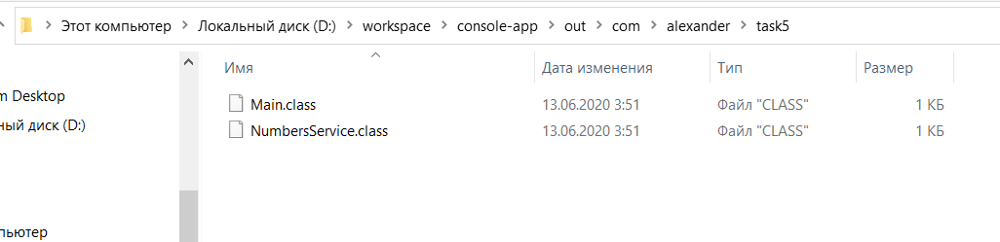 Этот компьютер > Локальный диск (D:) > workspace > console-app > out > com > alexander > task5
Имя Дата изменения Тип Размер
m Desktop
Main.class 13.06.2020 3:51 Файл "CLASS" 1 КБ
ный диск (D:)
NumbersService.class 13.06.2020 3:51 Файл "CLASS" 1 КБ
пьютер